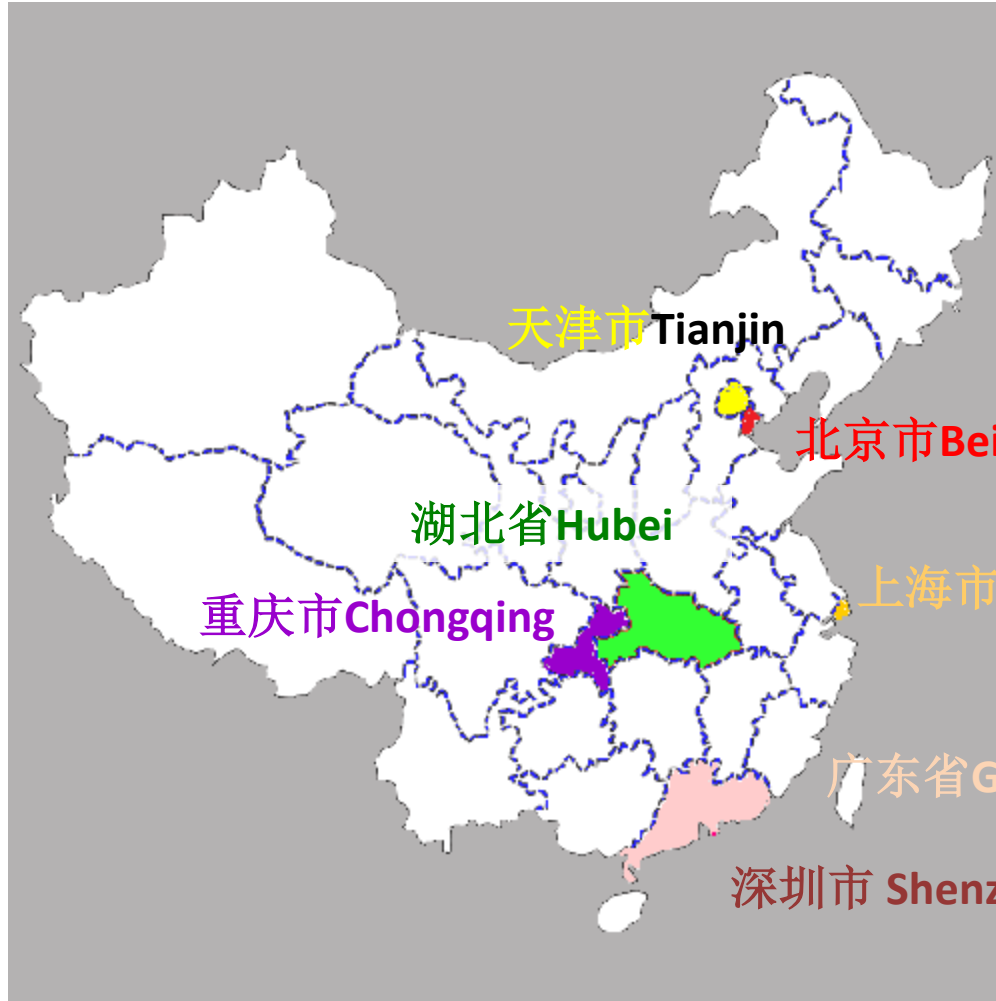 天津市Tianjin
北京市Bei
湖北省Hubei
上海市
重庆市Chongqing
广东省G
深圳市 Shenz